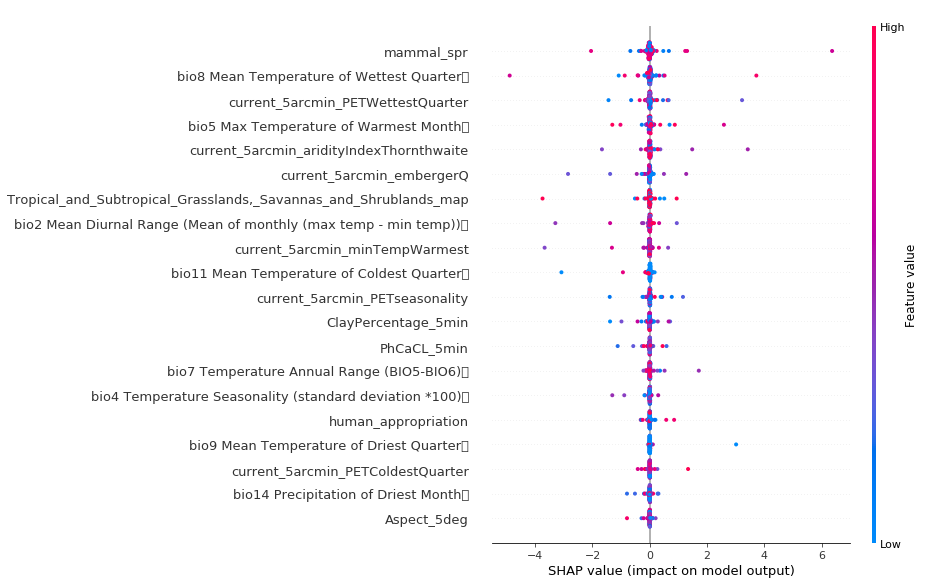 High
mammal_spr
bio8 Mean Temperature of Wettest Quarter▯
current_5arcmin_PETWettestQuarter
bio5 Max Temperature of Warmest Month▯
current_5arcmin_aridityIndexThornthwaite
current_5arcmin_embergerQ
Tropical_and_Subtropical_Grasslands,_Savannas_and_Shrublands_map
bio2 Mean Diurnal Range (Mean of monthly (max temp - min temp))▯
current_5arcmin_minTempWarmest
bio11 Mean Temperature of Coldest Quarter▯
current_5arcmin_PETseasonality
ClayPercentage_5min
PhCaCL_5min
bio7 Temperature Annual Range (BIO5-BIO6)▯
bio4 Temperature Seasonality (standard deviation *100)▯
human_appropriation
bio9 Mean Temperature of Driest Quarter▯
current_5arcmin_PETColdestQuarter
bio14 Precipitation of Driest Month▯
Aspect_5deg
Feature value
Low
−4 −2 0 2 4 6
SHAP value (impact on model output)